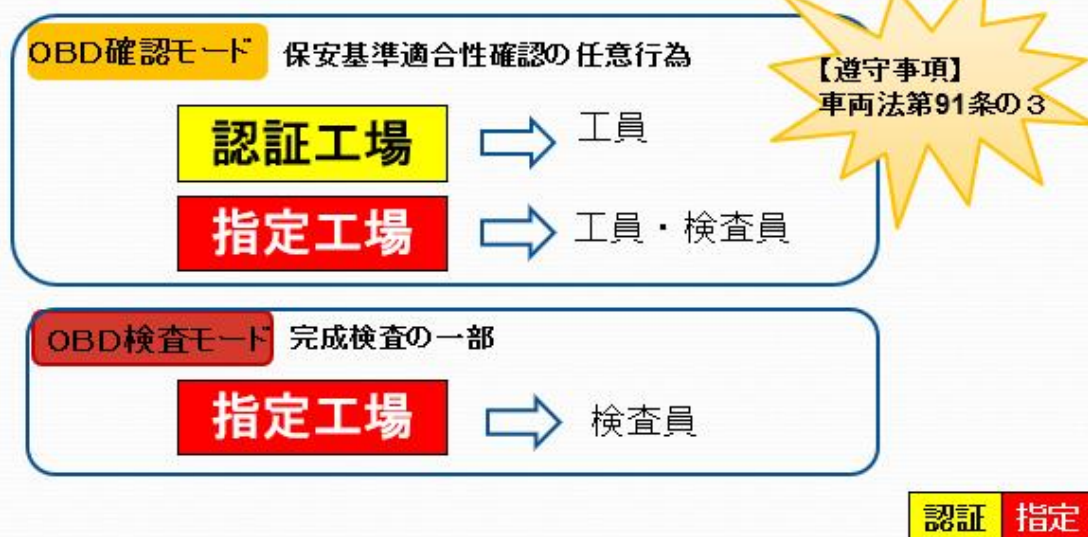 OBD確認モード 保安基準適合性確認の任意行為
【遵守事項】
車両法第91条の3
認証工場 工員
指定工場 工員・検査員
OBD検査モード 完成検査の一部
指定工場 検査員
認証 指定